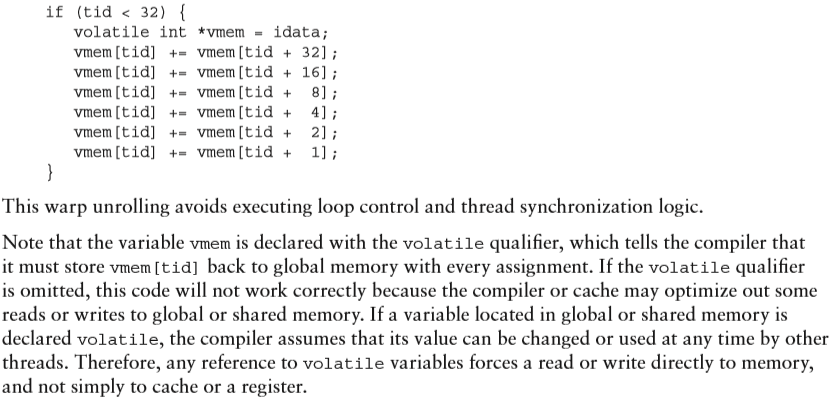 if (tid < 32) {
volatile int *vmem = idata;
vmem[tid] += vmem[tid + 32];
vmem[tid] += vmem[tid + 16];
vmem[tid] += vmem[tid +  8];
vmem[tid] += vmem[tid +  4];
vmem[tid] += vmem[tid +  2];
vmem[tid] += vmem[tid +  1];
}
This warp unrolling avoids executing loop control and thread synchronization logic.
Note that the variable vmem is declared with the volatile qualifier, which tells the compiler that
it must store vmem[tid] back to global memory with every assignment. If the volatile qualifier
is omitted, this code will not work correctly because the compiler or cache may optimize out some
reads or writes to global or shared memory. If a variable located in global or shared memory is
declared volatile, the compiler assumes that its value can be changed or used at any time by other
threads. Therefore, any reference to volatile variables forces a read or write directly to memory,
and not simply to cache or a register.